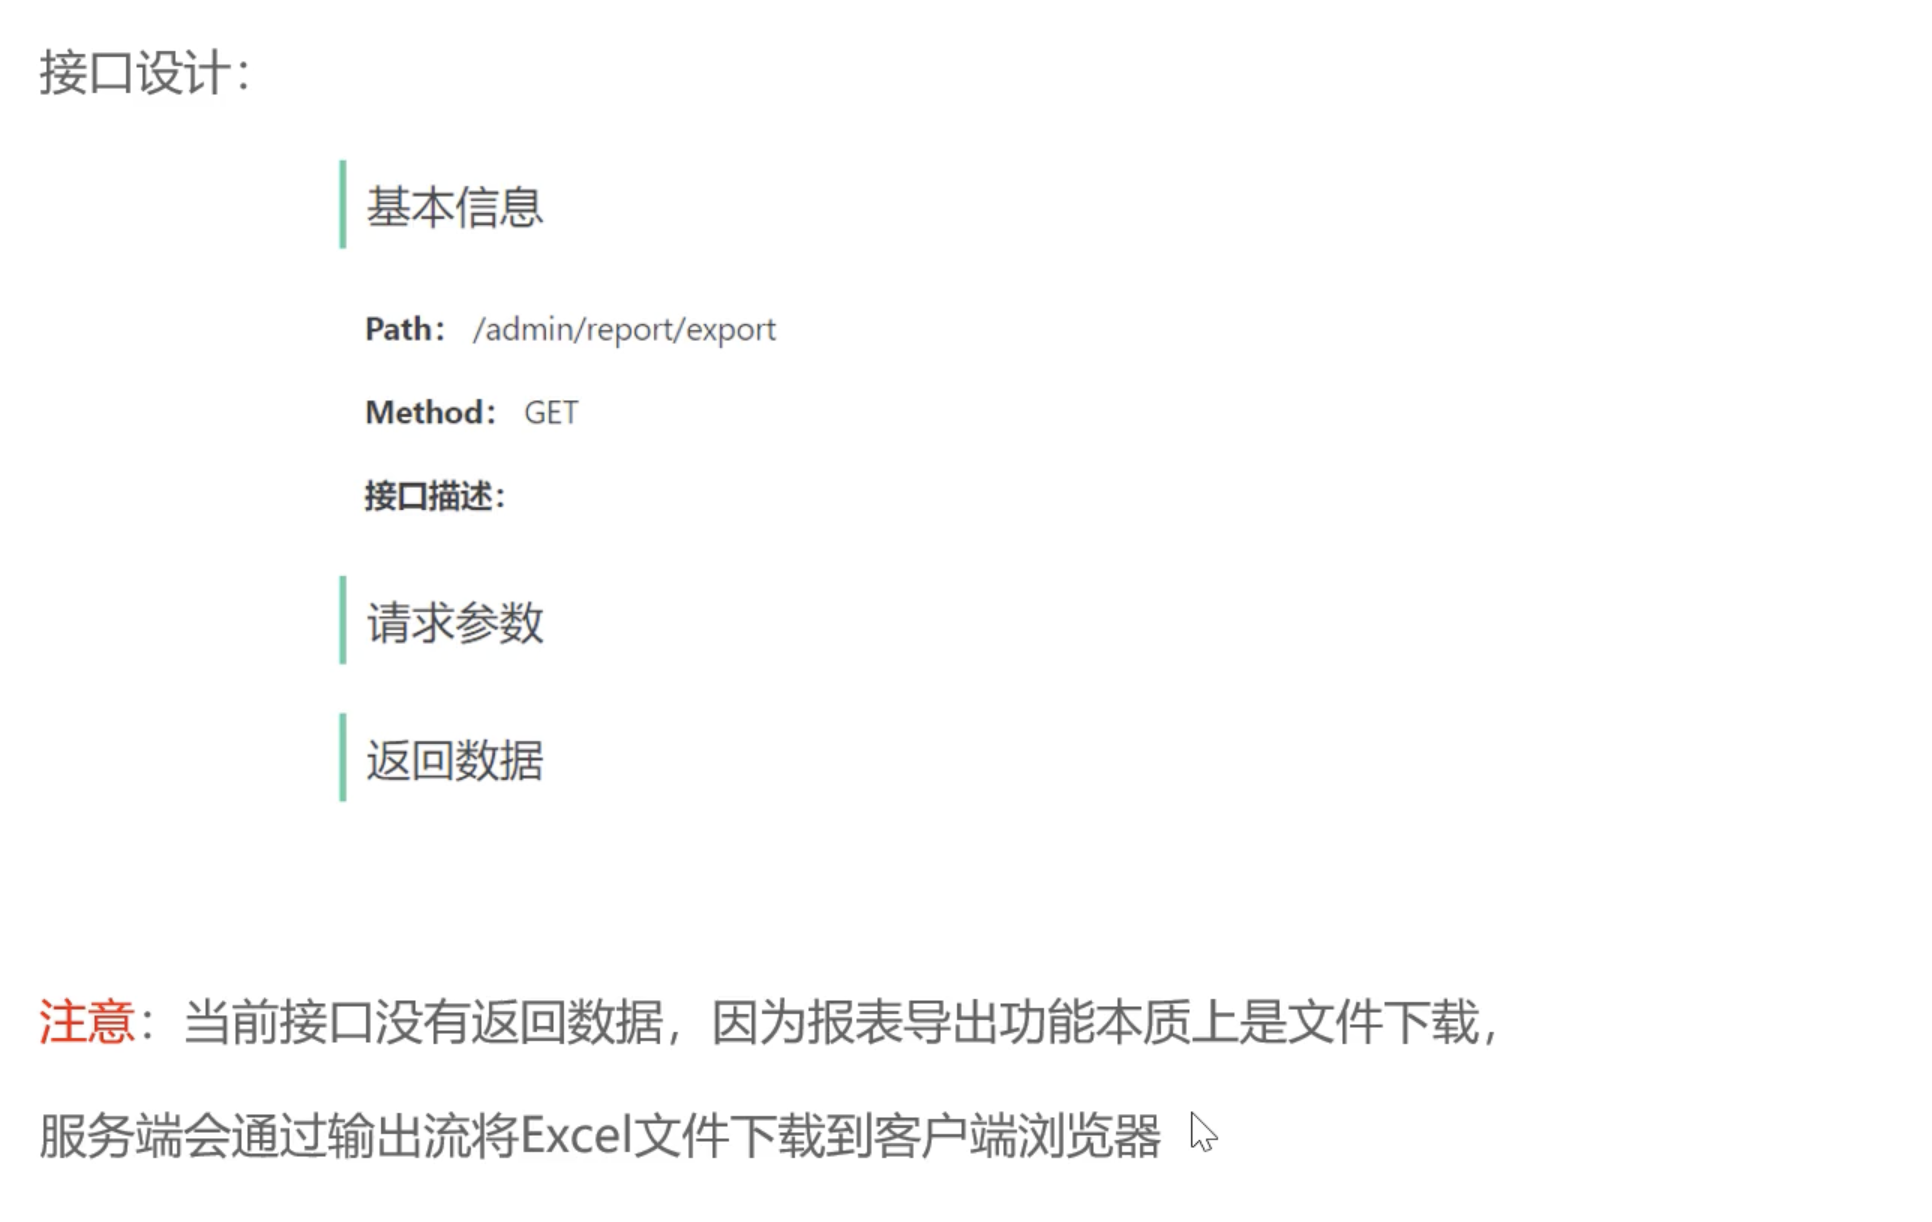 接口设计：
基本信息
Path： /admin/report/export
Method： GET
接口描述：
请求参数
返回数据
注意：当前接口没有返回数据，因为报表导出功能本质上是文件下载，
服务端会通过输出流将Excel文件下载到客户端浏览器